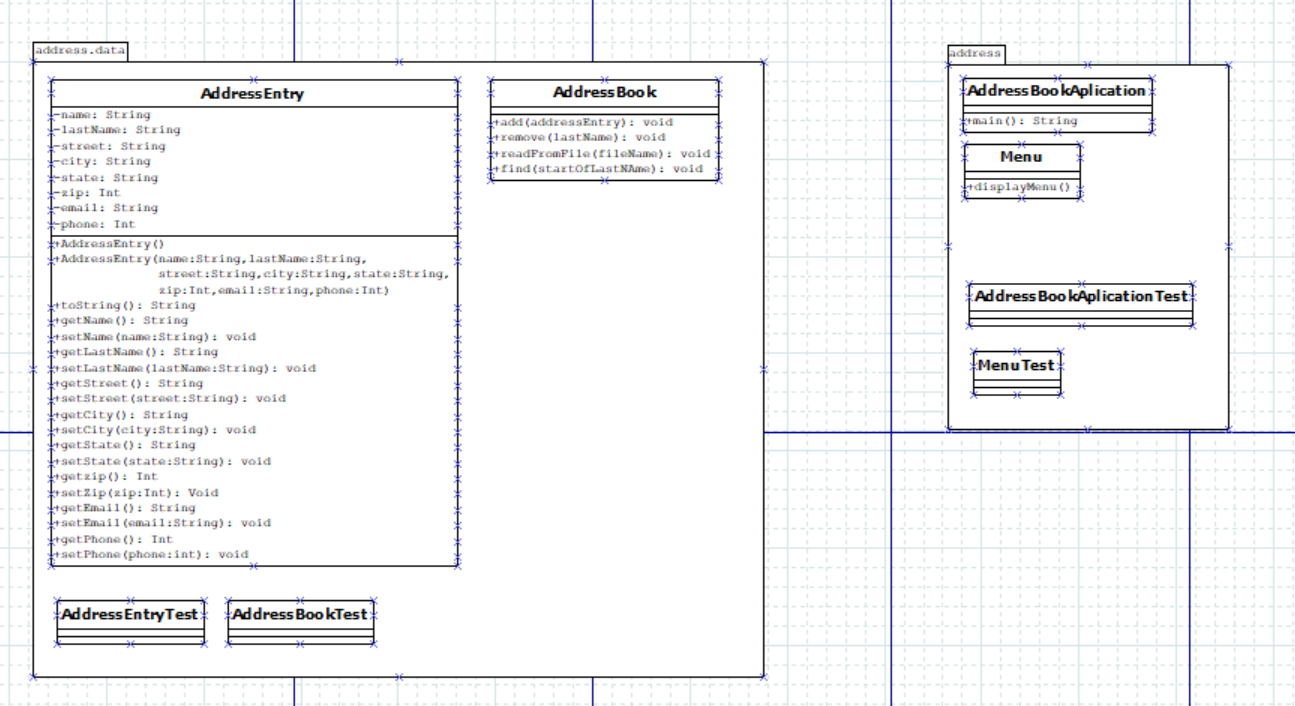 address.data
AddressEntry
-name: String
-lastName: String
-street: String
-city: String
-state: String
-zip: Int
-email: String
-phone: Int
+AddressEntry()
+AddressEntry(name:String,lastName:String,
street:String,city:String,state:String,
zip:Int,email:String,phone:Int)
+toString(): String
+getName(): String
+setName(name:String): void
+getLastName(): String
+setLastName(lastName:String): void
+getStreet(): String
+setStreet(street:String): void
+getCity(): String
+setCity(city:String): void
+getState(): String
+setState(state:String): void
+getzip(): Int
+setZip(zip:Int): Void
+getEmail(): String
+setEmail(email:String): void
+getPhone(): Int
+setPhone(phone:int): void
AddressBook
+add(addressEntry): void
+remove(lastName): void
+readFromFile(fileName): void
+find(startOfLastNAme): void
AddressEntryTest
AddressBookTest
address
AddressBookAplication
+main(): String
Menu
+displayMenu()
AddressBookAplicationTest
MenuTest